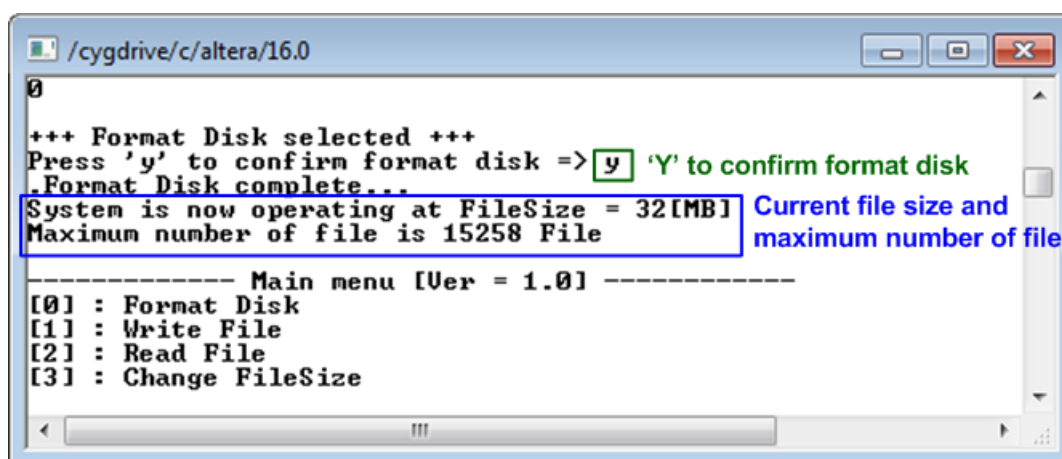 /cygdrive/c/altera/16.0
0
+++ Format Disk selected +++
Press 'y' to confirm format disk => y 'Y' to confirm format disk
.Format Disk complete...
System is now operating at FileSize = 32[MB] Current file size and
Maximum number of file is 15258 File maximum number of file
------------- Main menu [Ver = 1.0] -------------
[0] : Format Disk
[1] : Write File
[2] : Read File
[3] : Change FileSize